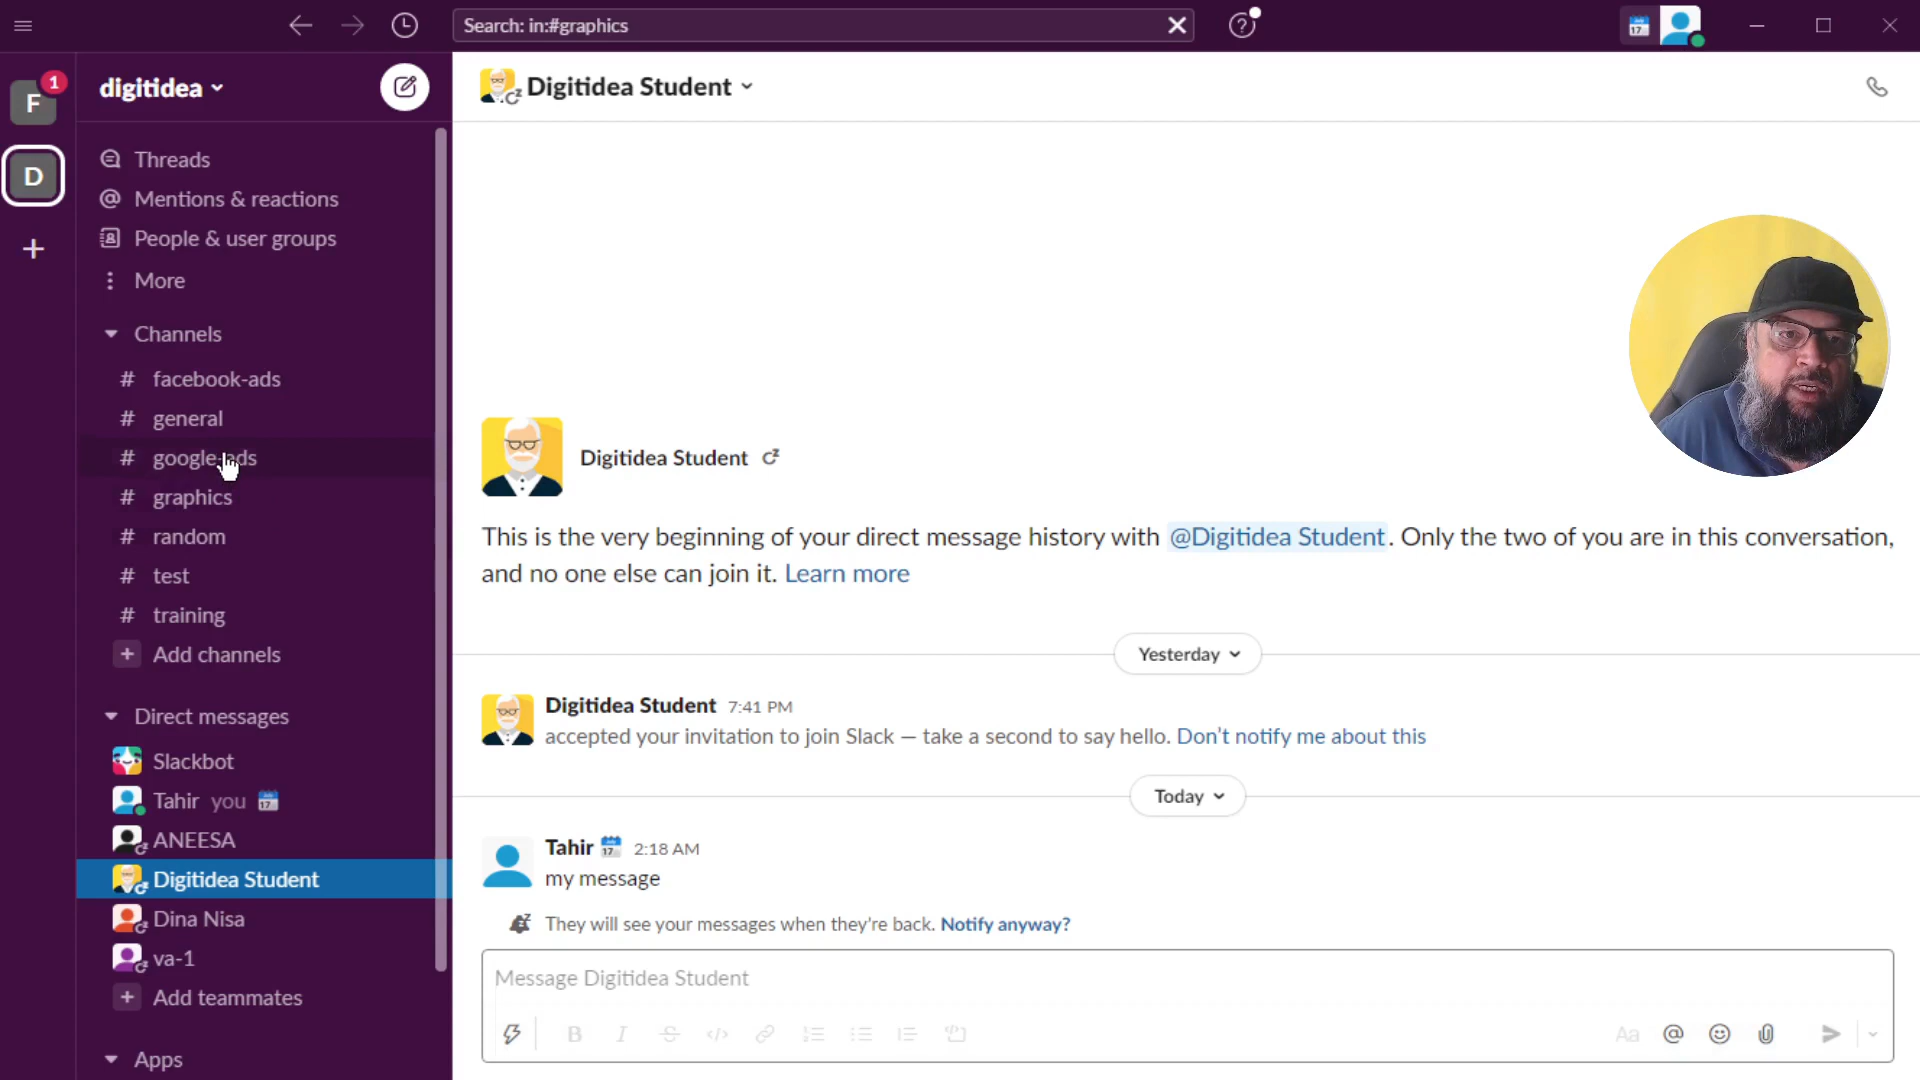 Search: in:#graphics
17
F
1
D
digitidea
Threads
Mentions & reactions
People & user groups
More
Channels
# facebook-ads
# general
# google-ads
# graphics
# random
# test
# training
+ Add channels
Direct messages
Slackbot
Tahir you
ANEESA
Digitidea Student
Dina Nisa
va-1
+ Add teammates
Apps
Digitidea Student
Digitidea Student
This is the very beginning of your direct message history with @Digitidea Student. Only the two of you are in this conversation,
and no one else can join it. Learn more
Yesterday
Digitidea Student 7:41 PM
accepted your invitation to join Slack — take a second to say hello. Don't notify me about this
Today
Tahir 17 2:18 AM
my message
They will see your messages when they're back. Notify anyway?
Message Digitidea Student
B I S </> Aa @